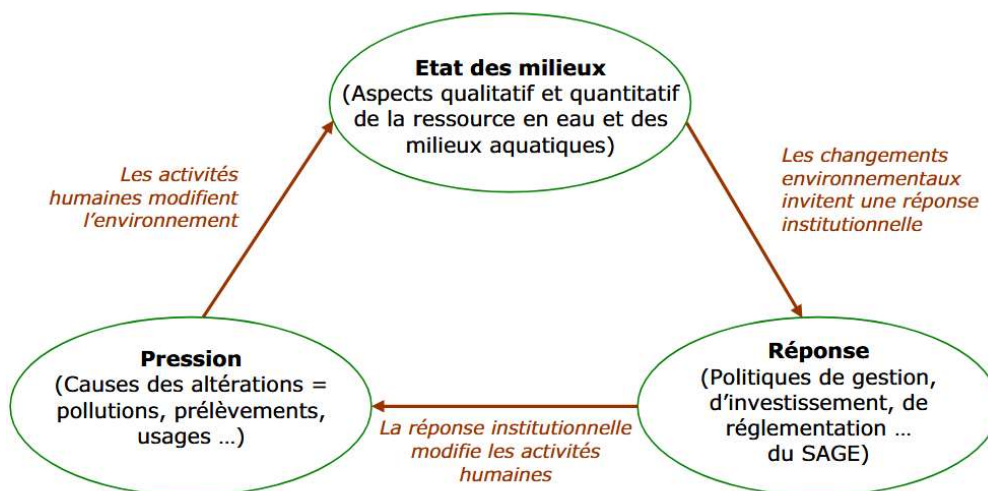 Etat des milieux
(Aspects qualitatif et quantitatif
de la ressource en eau et des
milieux aquatiques)
Les activités
humaines modifient
l'environnement
Les changements
environnementaux
invitent une réponse
institutionnelle
Pression
(Causes des altérations =
pollutions, prélèvements,
usages ...)
Réponse
(Politiques de gestion,
d'investissement, de
réglementation ...
du SAGE)
La réponse institutionnelle
modifie les activités
humaines